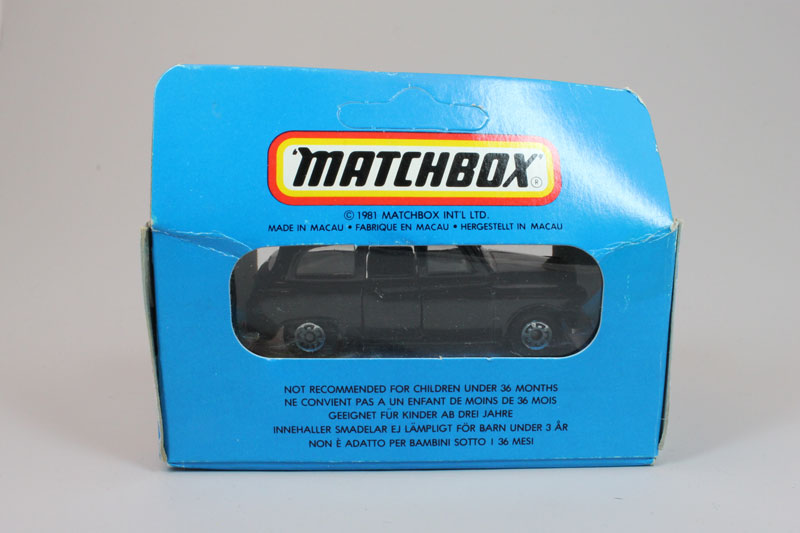 'MATCHBOX'®
© 1981 MATCHBOX INT'L LTD.
MADE IN MACAU • FABRIQUE EN MACAU • HERGESTELLT IN MACAU
NOT RECOMMENDED FOR CHILDREN UNDER 36 MONTHS
NE CONVIENT PAS A UN ENFANT DE MOINS DE 36 MOIS
GEEIGNET FÜR KINDER AB DREI JAHRE
INNEHALLER SMADELAR EJ LÄMPLIGT FÖR BARN UNDER 3 ÅR
NON È ADATTO PER BAMBINI SOTTO I 36 MESI